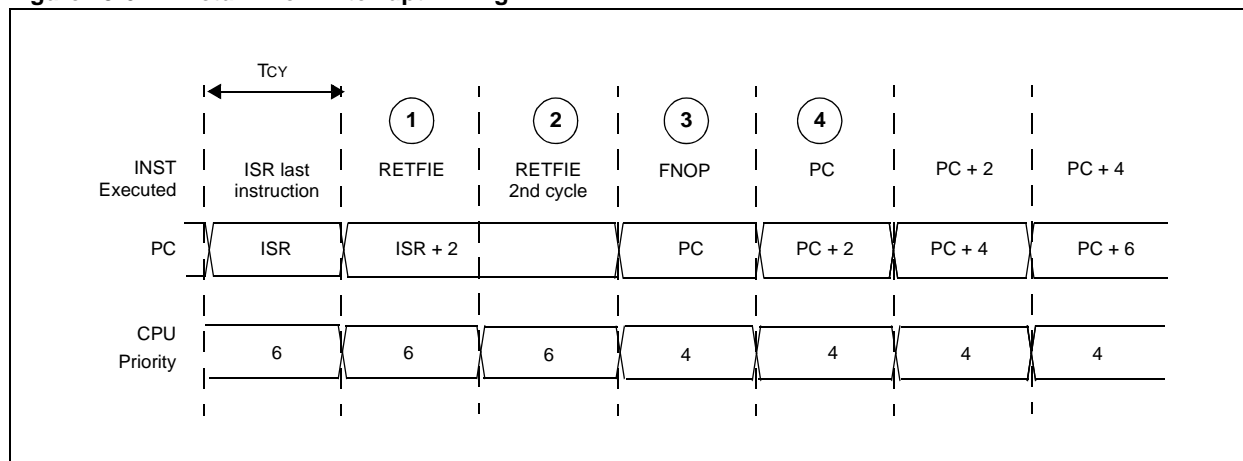 TCY
1 2 3 4
INST
Executed
ISR last
instruction
RETFIE
RETFIE
2nd cycle
FNOP
PC
PC + 2
PC + 4
PC
ISR
ISR + 2
PC
PC + 2
PC + 4
PC + 6
CPU
Priority
6
6
6
4
4
4
4